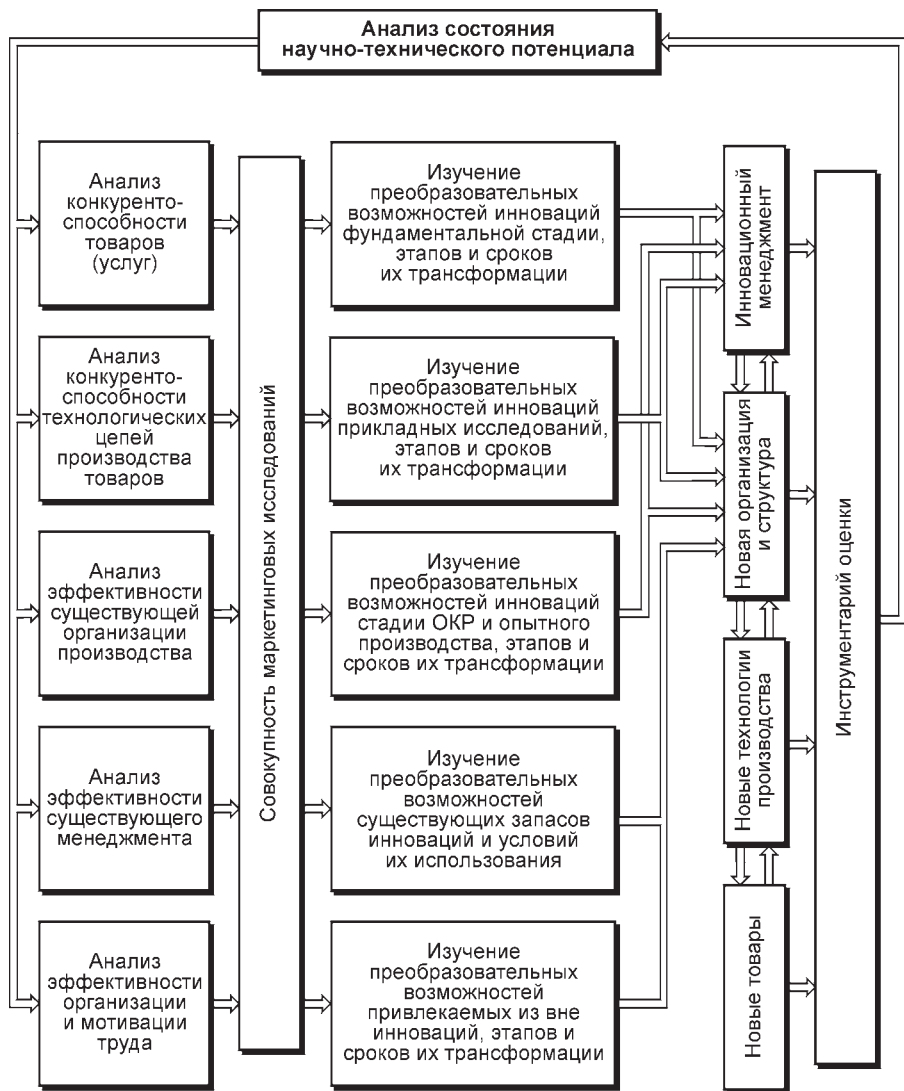 Анализ состояния
научно-технического потенциала
Анализ
конкуренто-
способности
товаров
(услуг)
Анализ
конкуренто-
способности
технологических
цепей
производства
товаров
Анализ
эффективности
существующей
организации
производства
Анализ
эффективности
существующего
менеджмента
Анализ
эффективности
организации
и мотивации
труда
Совокупность маркетинговых исследований
Изучение
преобразовательных
возможностей инноваций
фундаментальной стадии,
этапов и сроков
их трансформации
Изучение
преобразовательных
возможностей инноваций
прикладных исследований,
этапов и сроков
их трансформации
Изучение
преобразовательных
возможностей инноваций
стадии ОКР и опытного
производства, этапов и
сроков их трансформации
Изучение
преобразовательных
возможностей
существующих запасов
инноваций и условий
их использования
Изучение
преобразовательных
возможностей
привлекаемых из вне
инноваций, этапов и
сроков их трансформации
Инновационный
менеджмент
Новая организация
и структура
Новые технологии
производства
Новые товары
Инструментарий оценки